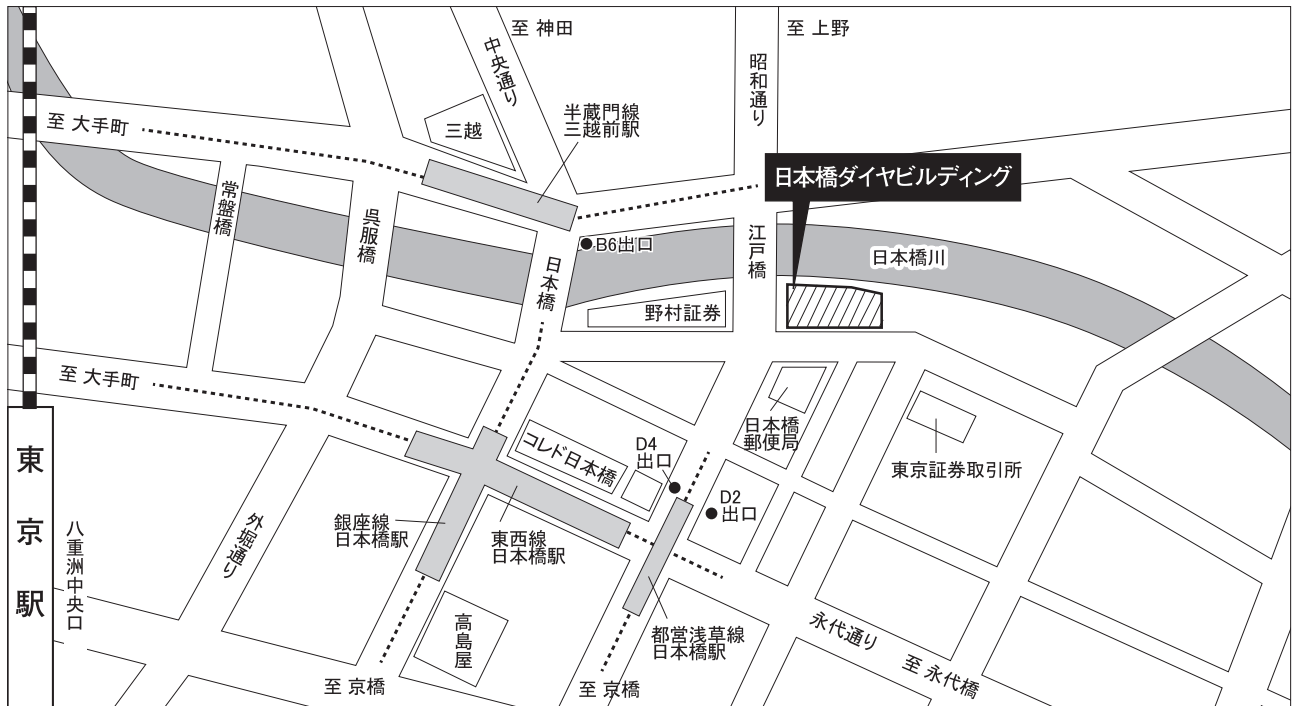 至 神田
至 上野
中央通り
昭和通り
半蔵門線
三越前駅
三越
至 大手町
日本橋ダイヤビルディング
常盤橋
呉服橋
日本橋
B6出口
江戸橋
日本橋川
野村証券
至 大手町
日本橋
郵便局
コレド日本橋
D4
出口
D2
出口
東京証券取引所
東京駅
八重洲中央口
外堀通り
銀座線
日本橋駅
東西線
日本橋駅
高島屋
都営浅草線
日本橋駅
永代通り
至 永代橋
至 京橋
至 京橋